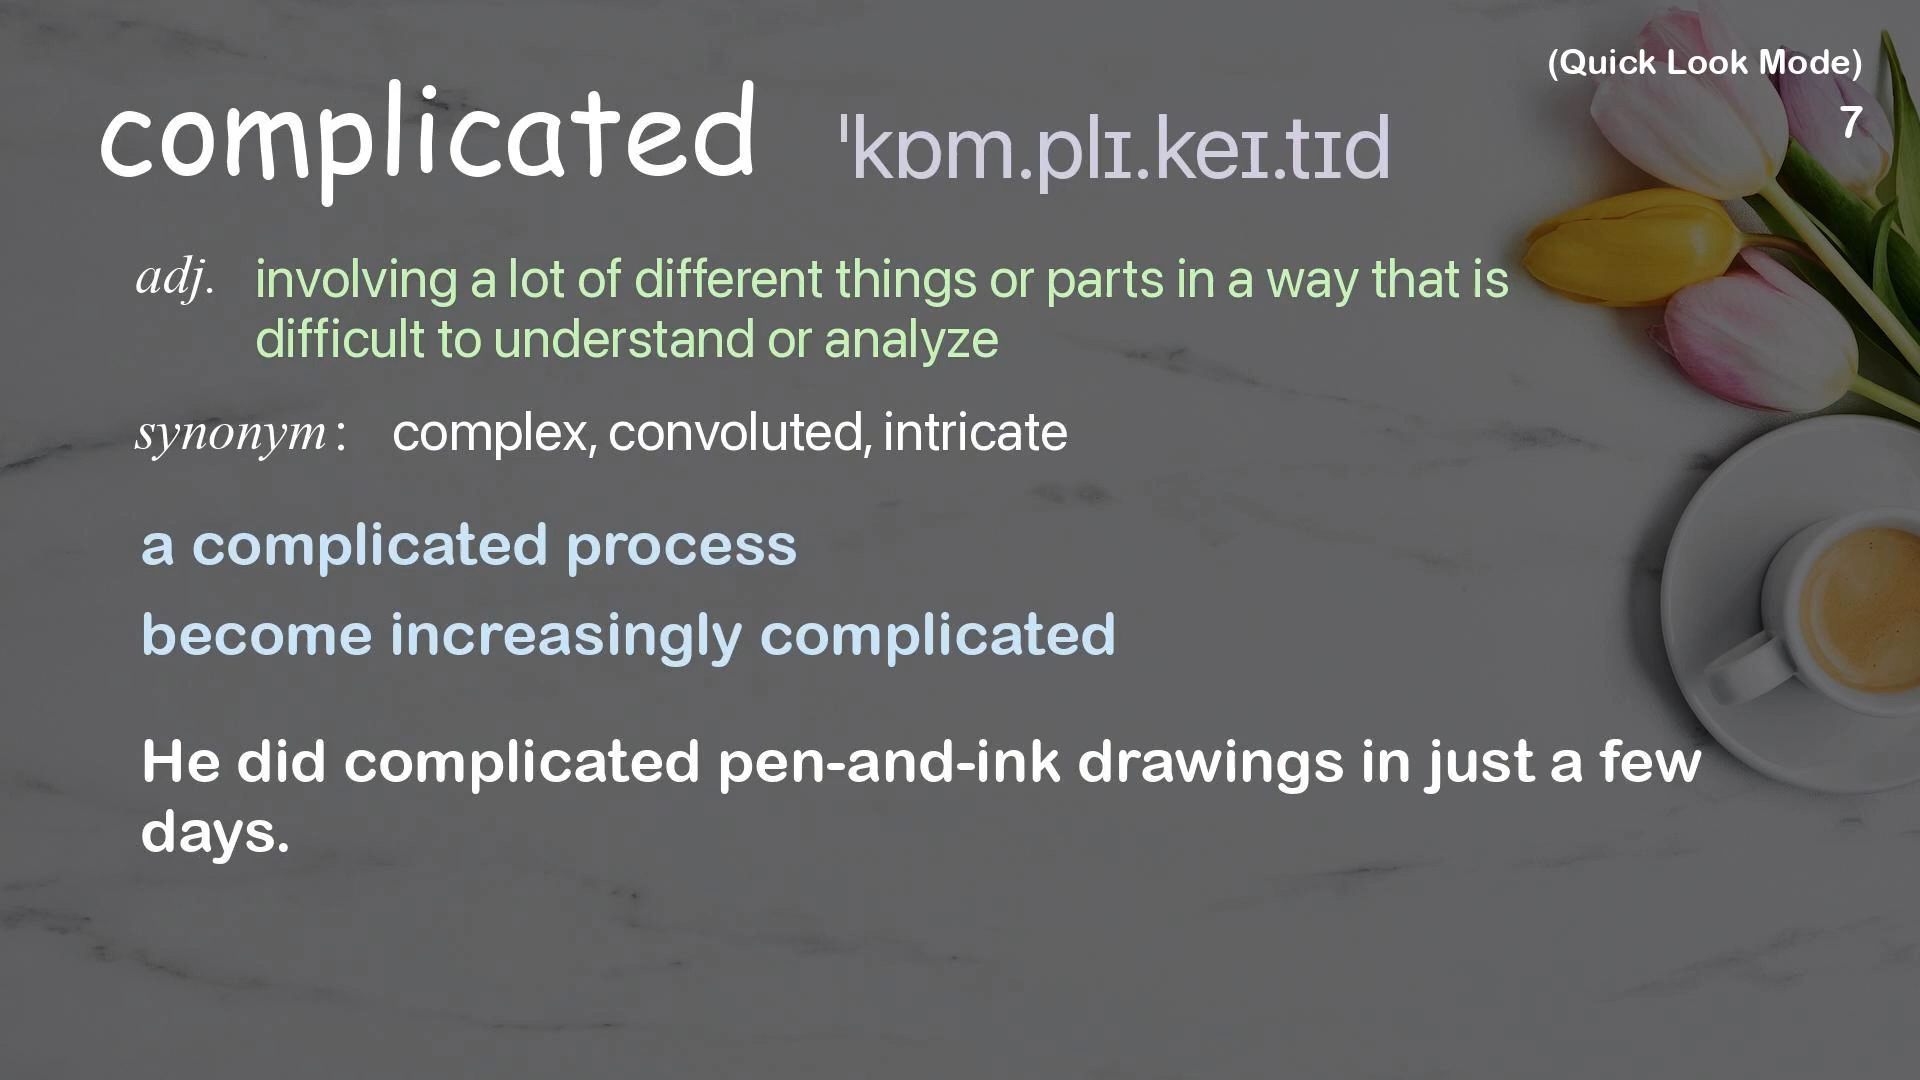 (Quick Look Mode)
7
complicated ˈkɒm.plɪ.keɪ.tɪd
adj. involving a lot of different things or parts in a way that is
difficult to understand or analyze
synonym: complex, convoluted, intricate
a complicated process
become increasingly complicated
He did complicated pen-and-ink drawings in just a few
days.